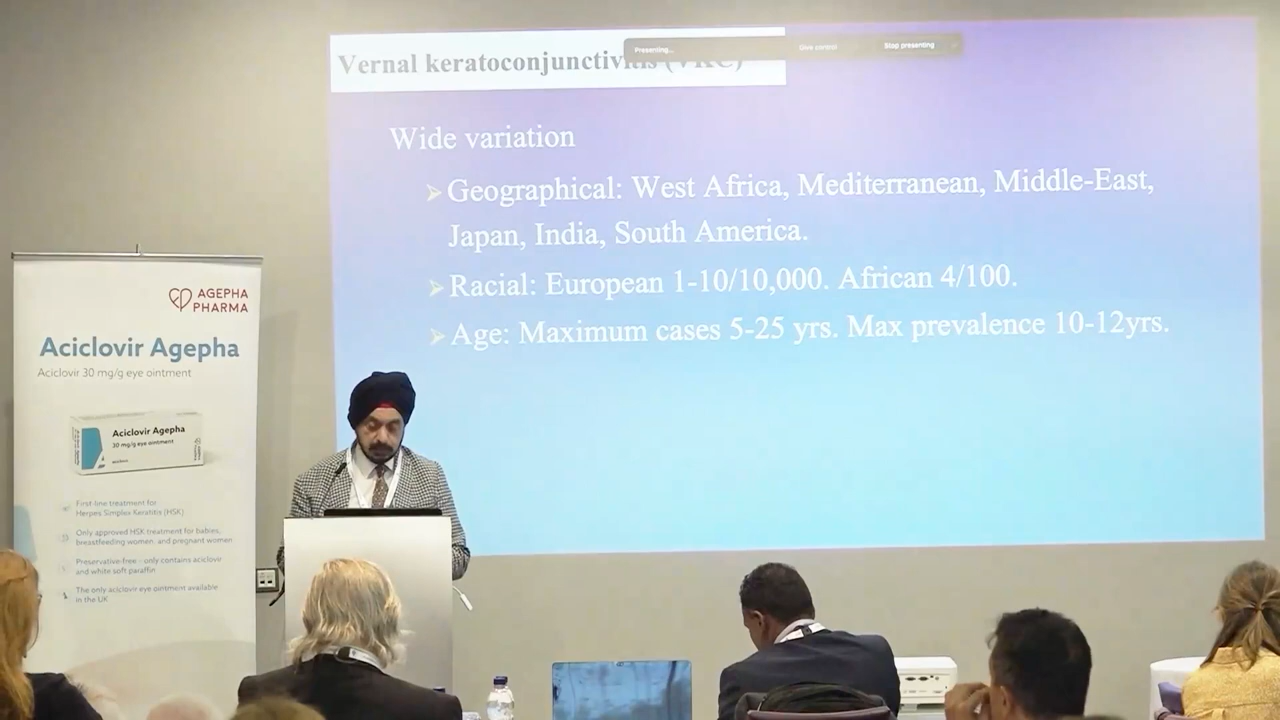 Presenting...
Give control
Stop presenting
Vernal keratoconjunctivitis (VKC)
Wide variation
Geographical: West Africa, Mediterranean, Middle-East,
Japan, India, South America.
Racial: European 1-10/10,000. African 4/100.
Age: Maximum cases 5-25 yrs. Max prevalence 10-12yrs.
AGEPHA
PHARMA
Aciclovir Agepha
Aciclovir 30 mg/g eye ointment
Aciclovir Agepha
30 mg/g eye ointment
First-line treatment for
Herpes Simplex Keratitis (HSK)
Only approved HSK treatment for babies,
breastfeeding women, and pregnant women
Preservative-free - only contains aciclovir
and white soft paraffin
The only aciclovir eye ointment available
in the UK